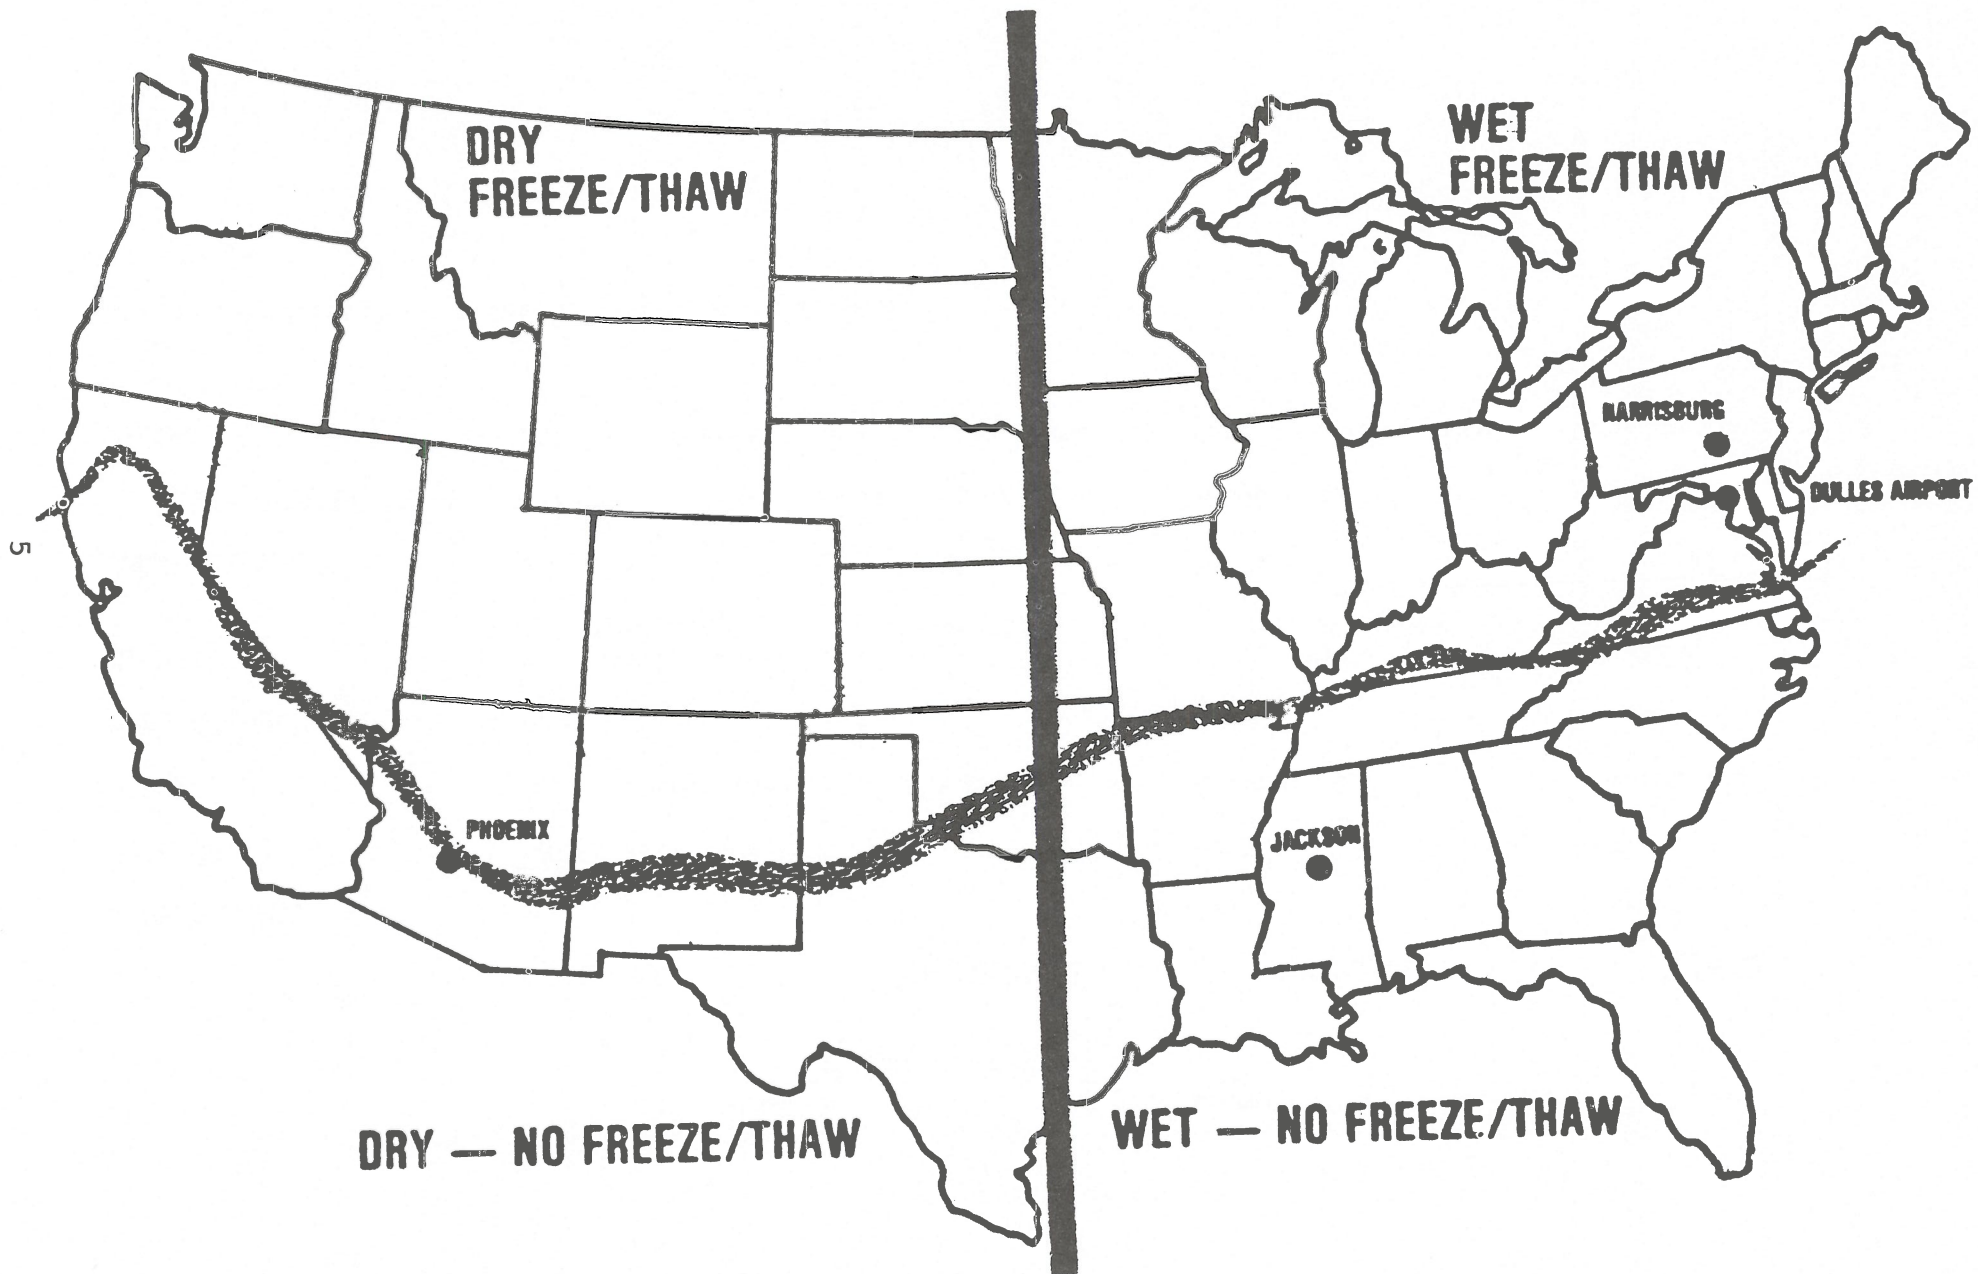 DRY
FREEZE/THAW
WET
FREEZE/THAW
HARRISBURG
DULLES AIRPORT
5
PHOENIX
JACKSON
DRY — NO FREEZE/THAW
WET — NO FREEZE/THAW